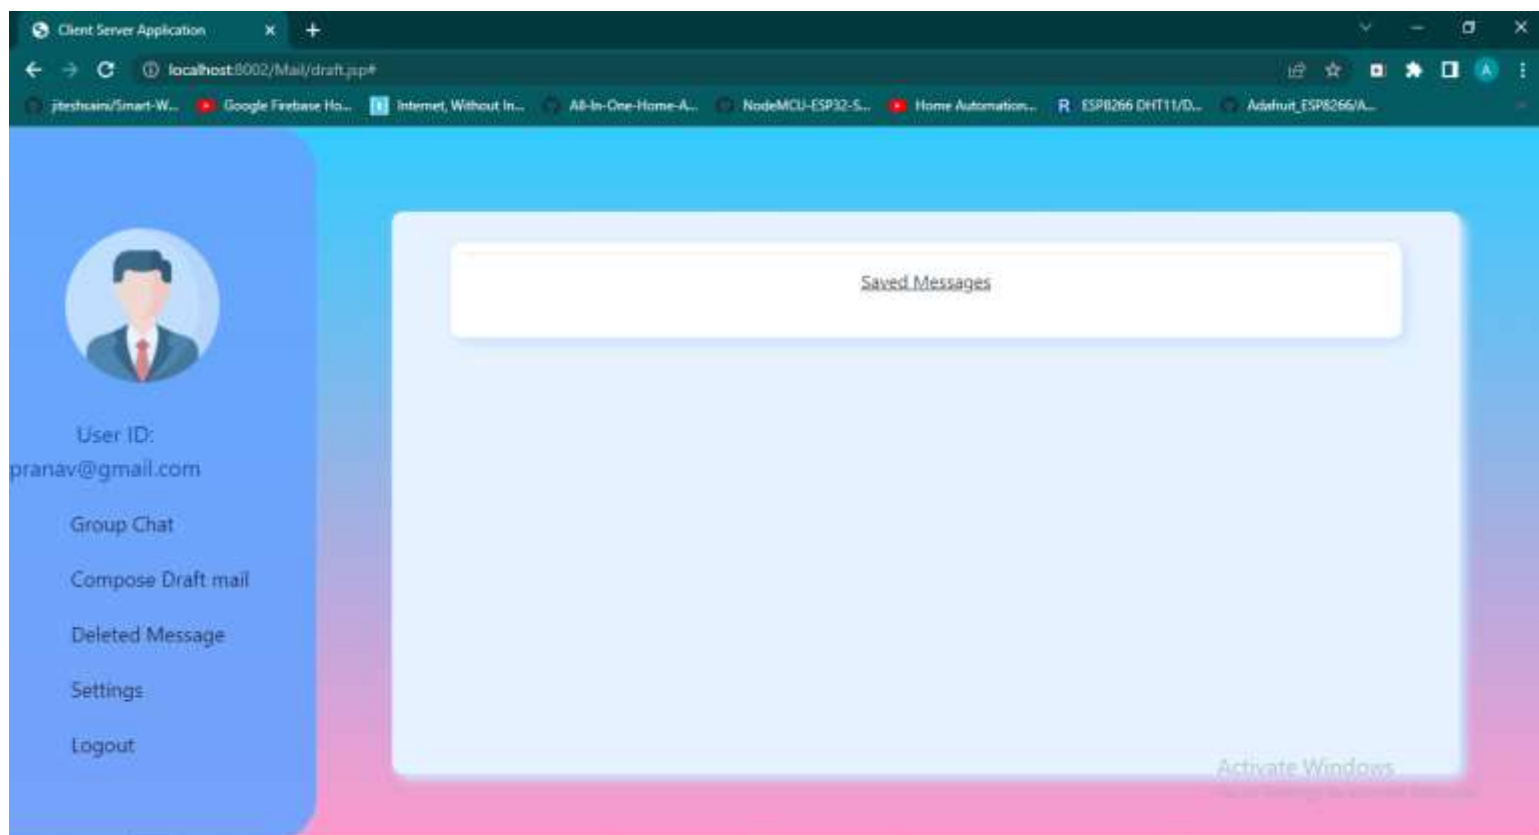 Client Server Application
localhost:8002/Mail/draft.jsp#
A
jiteshsaini/Smart-W...
Google Firebase Ho...
Internet, Without In...
All-In-One-Home-A...
NodeMCU-ESP32-S...
Home Automation...
R ESP8266 DHT11/D...
Adafruit_ESP8266/A...
Saved Messages
User ID:
pranav@gmail.com
Group Chat
Compose Draft mail
Deleted Message
Settings
Logout
Activate Windows